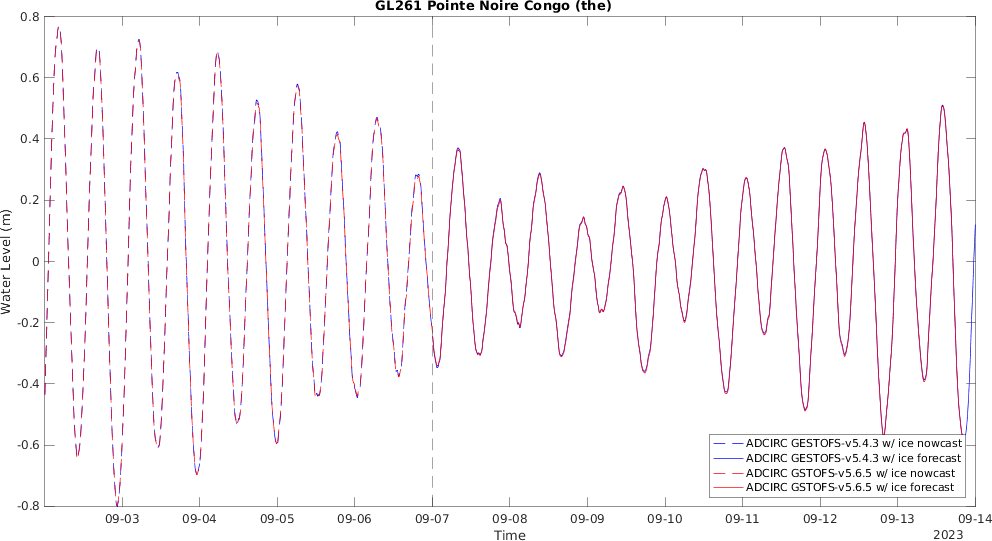 GL261 Pointe Noire Congo (the)
Water Level (m)
0.8
0.6
0.4
0.2
0
-0.2
-0.4
-0.6
-0.8
ADCIRC GESTOFS-v5.4.3 w/ ice nowcast
ADCIRC GESTOFS-v5.4.3 w/ ice forecast
ADCIRC GSTOFS-v5.6.5 w/ ice nowcast
ADCIRC GSTOFS-v5.6.5 w/ ice forecast
09-03 09-04 09-05 09-06 09-07 09-08 09-09 09-10 09-11 09-12 09-13 09-14
Time
2023